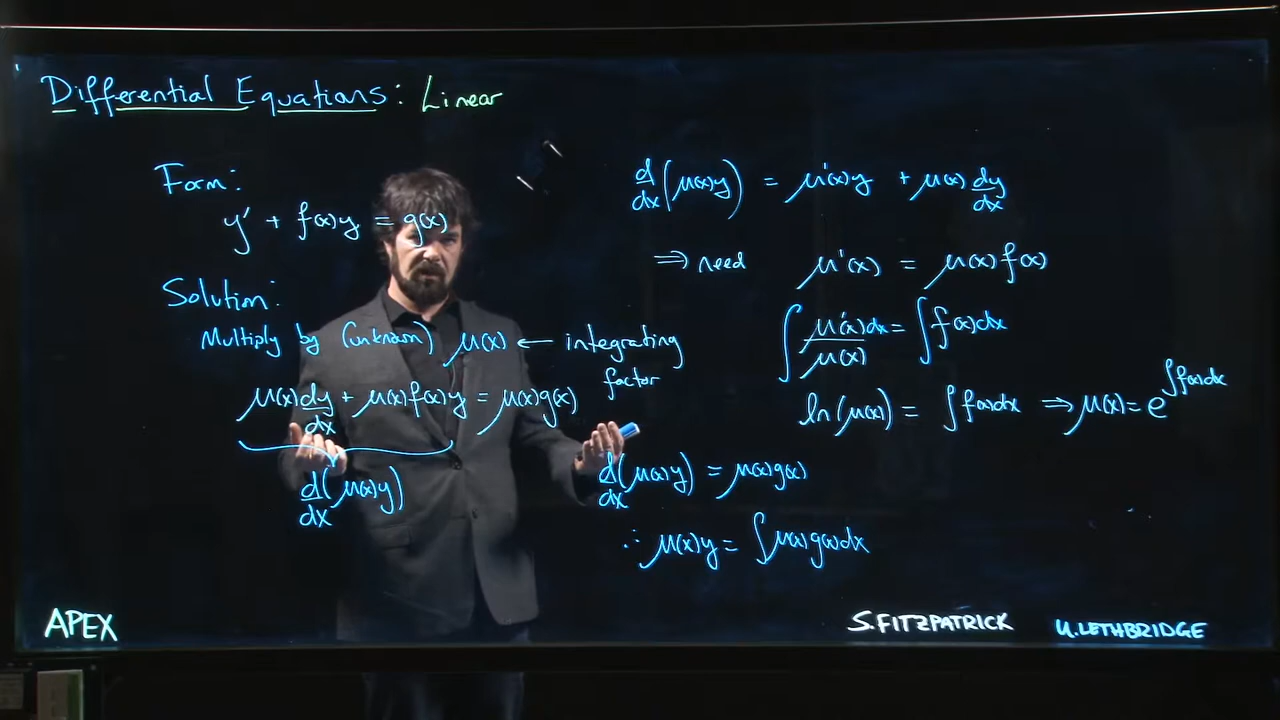 Differential Equations: Linear
Form:
y' + f(x)y = g(x)
Solution:
Multiply by (unknown) μ(x) ← integrating factor
μ(x)dy/dx + μ(x)f(x)y = μ(x)g(x)
d/dx(μ(x)y)
d/dx(μ(x)y) = μ'(x)y + μ(x)dy/dx
⇒ need μ'(x) = μ(x)f(x)
∫μ'(x)dx/μ(x) = ∫f(x)dx
ln(μ(x)) = ∫f(x)dx ⇒ μ(x) = e^∫f(x)dx
d/dx(μ(x)y) = μ(x)g(x)
∴ μ(x)y = ∫μ(x)g(x)dx
APEX
S.FITZPATRICK
U.LETHBRIDGE